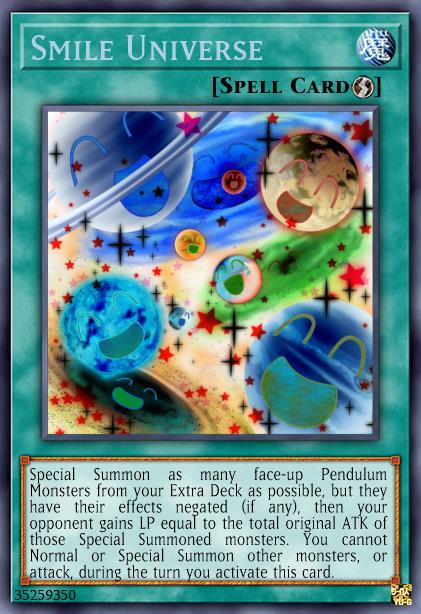 Smile Universe
魔
[Spell Card]
Special Summon as many face-up Pendulum
Monsters from your Extra Deck as possible, but they
have their effects negated (if any), then your
opponent gains LP equal to the total original ATK of
those Special Summoned monsters. You cannot
Normal or Special Summon other monsters, or
attack, during the turn you activate this card.
35259350